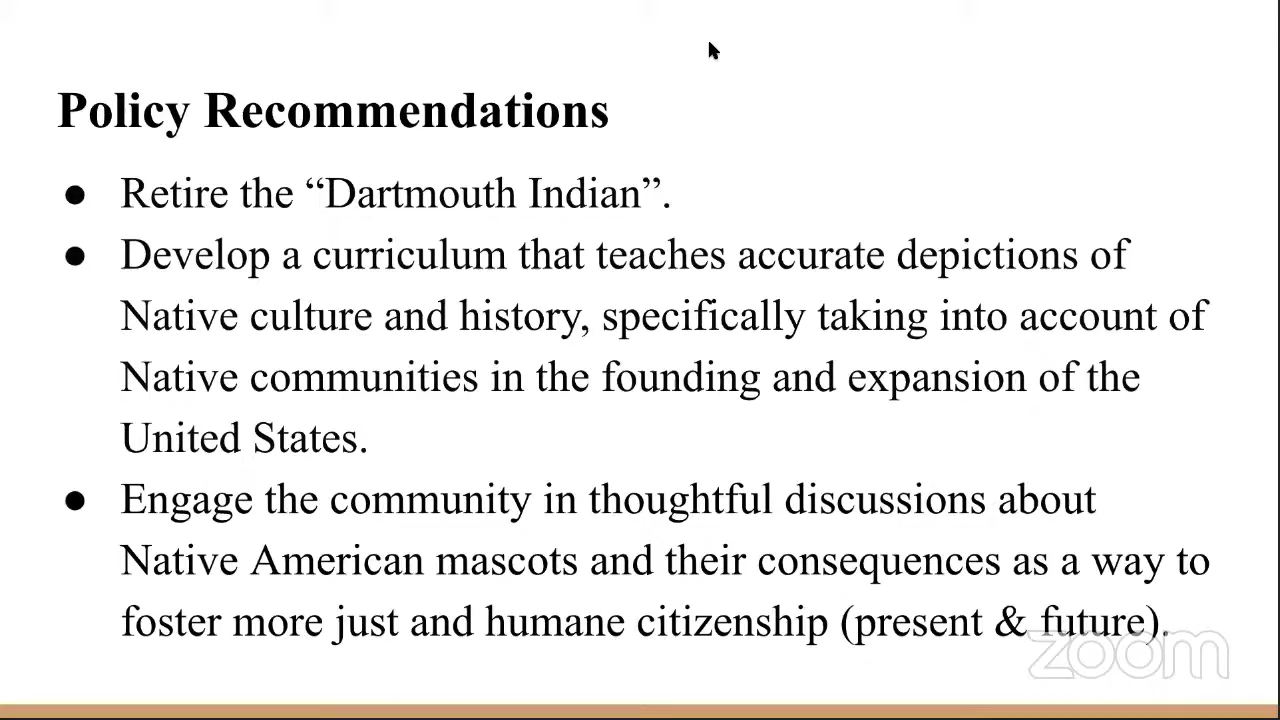 Policy Recommendations
● Retire the “Dartmouth Indian”.
● Develop a curriculum that teaches accurate depictions of
Native culture and history, specifically taking into account of
Native communities in the founding and expansion of the
United States.
● Engage the community in thoughtful discussions about
Native American mascots and their consequences as a way to
foster more just and humane citizenship (present & future).
zoom